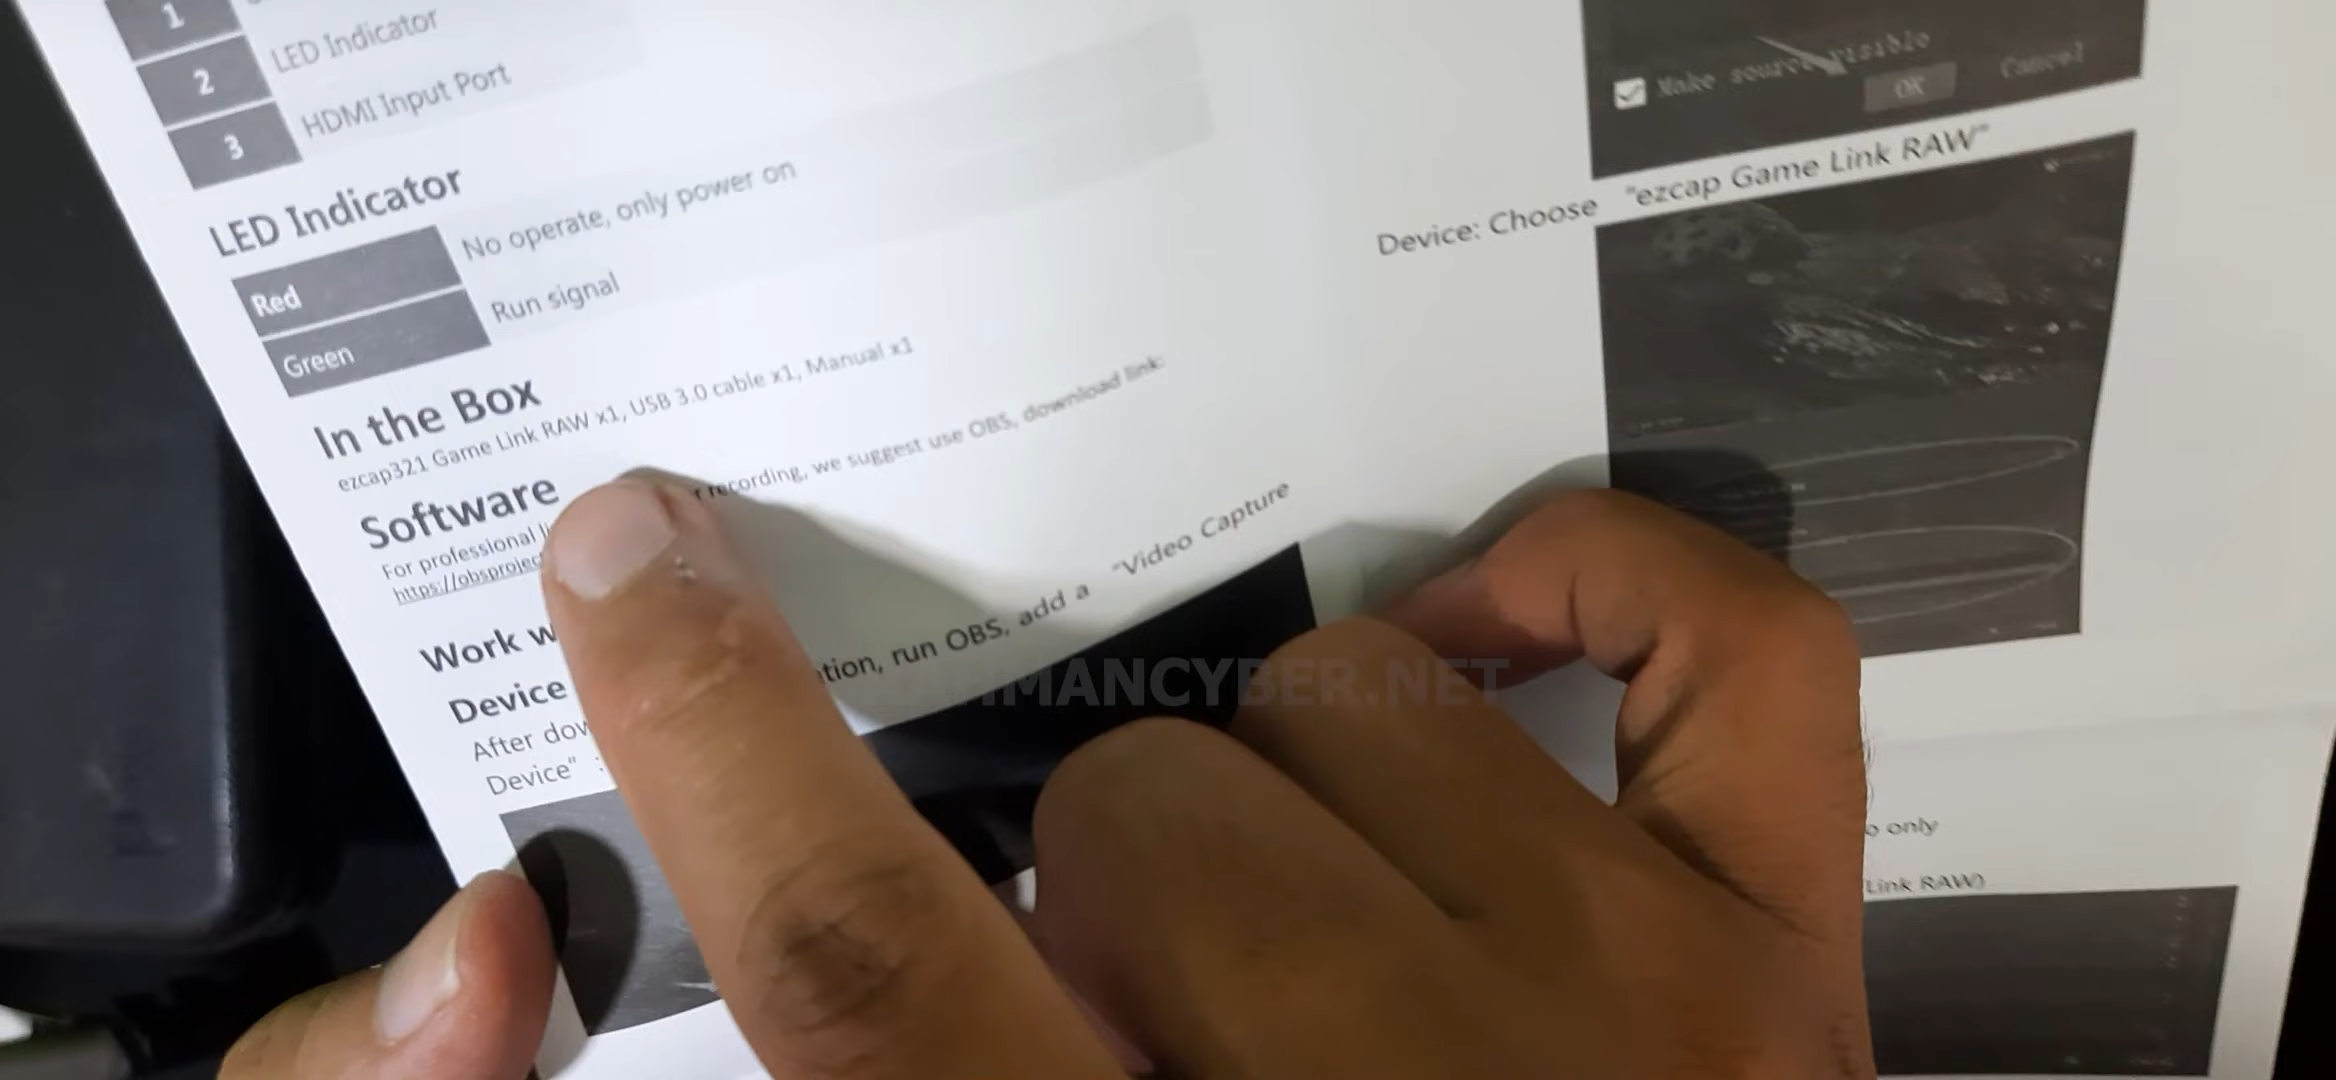 1
2 LED Indicator
3 HDMI Input Port
LED Indicator
Red No operate, only power on
Green Run signal
In the Box
ezcap321 Game Link RAW x1, USB 3.0 cable x1, Manual x1
Software
For professional recording, we suggest use OBS, download link:
https://obsprojec
Work
Device
After
tion, run OBS, add a "Video Capture
Device" :
Make source visible
OK Cancel
Device: Choose "ezcap Game Link RAW"
only
Link RAW)
MANCYBER.NET